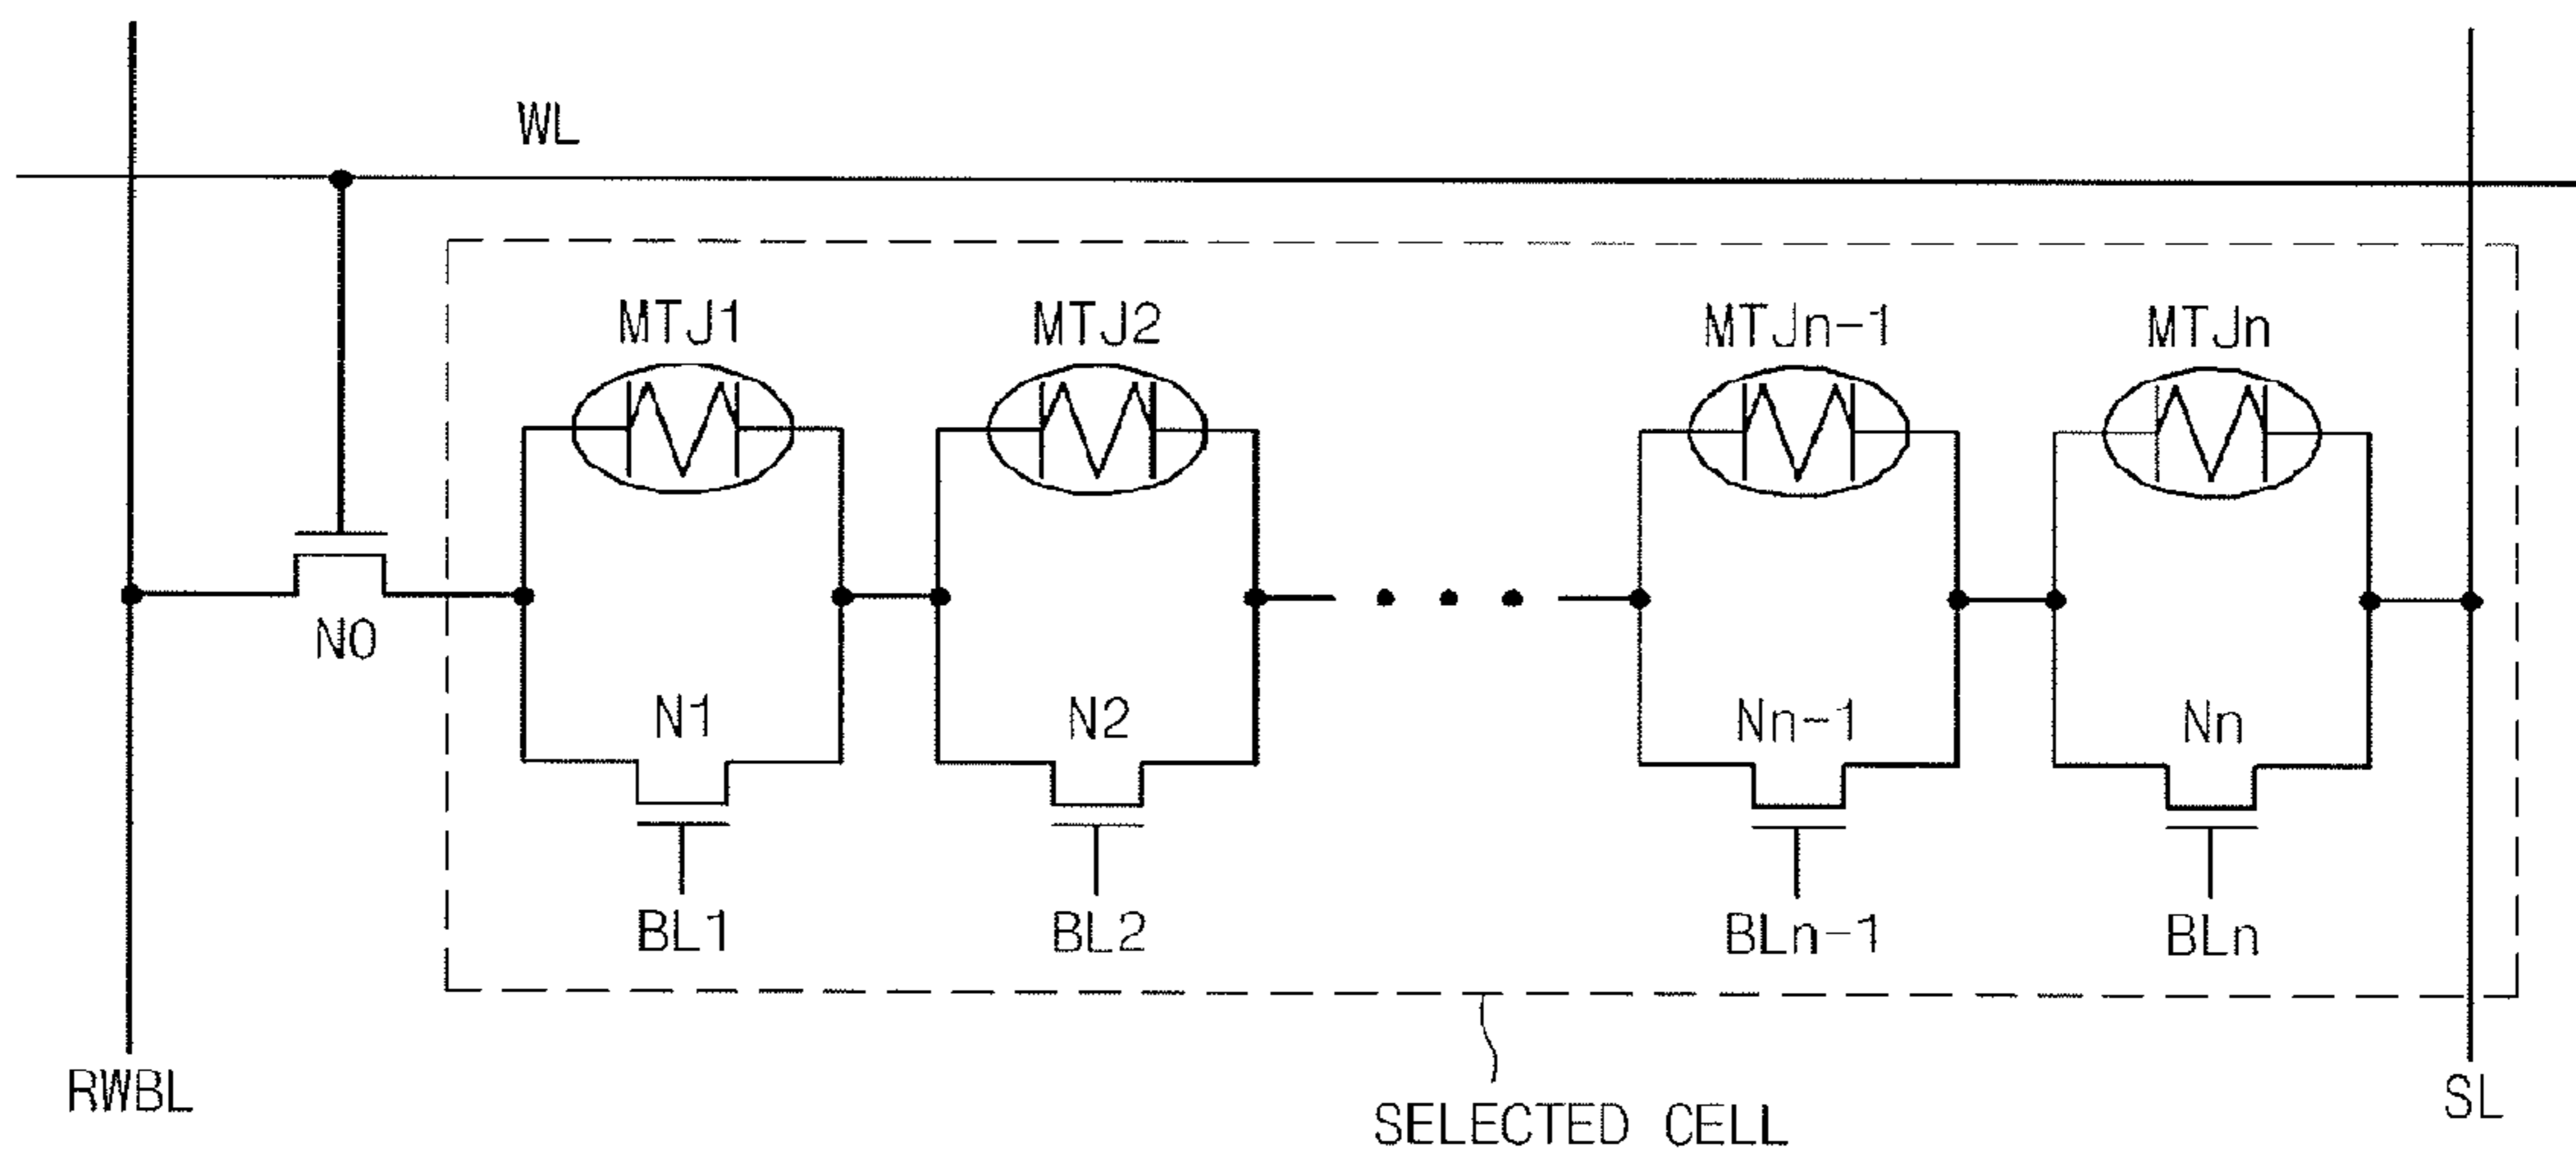 WL
MTJ1
MTJ2
MTJn-1
MTJn
N0
N1
N2
Nn-1
Nn
BL1
BL2
BLn-1
BLn
RWBL
SL
SELECTED CELL